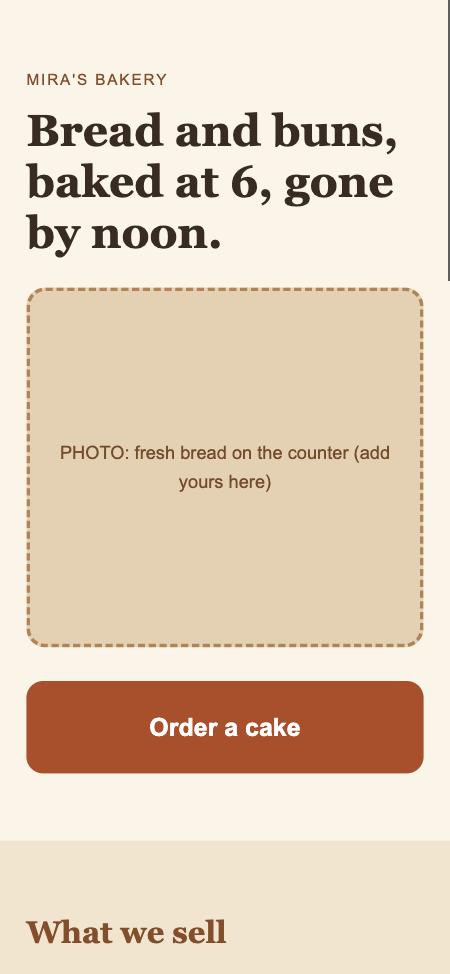 MIRA'S BAKERY
Bread and buns,
baked at 6, gone
by noon.
PHOTO: fresh bread on the counter (add
yours here)
Order a cake
What we sell